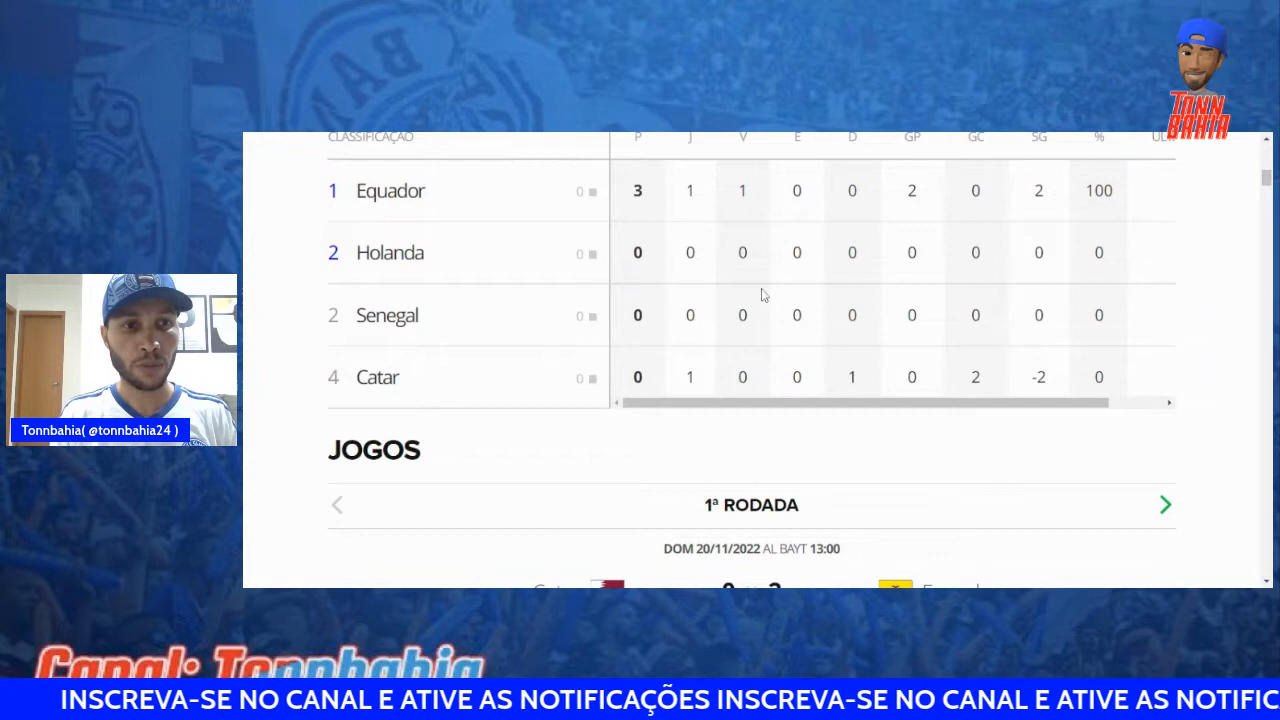 TONN
BAHIA
CLASSIFICAÇÃO P J V E D GP GC SG %
1 Equador 0 3 1 1 0 0 2 0 2 100
2 Holanda 0 0 0 0 0 0 0 0 0 0
2 Senegal 0 0 0 0 0 0 0 0 0 0
4 Catar 0 0 1 0 0 1 0 2 -2 0
Tonnbahia( @tonnbahia24 )
JOGOS
1ª RODADA
DOM 20/11/2022 AL BAYT 13:00
Canal: Tonnbahia
INSCREVA-SE NO CANAL E ATIVE AS NOTIFICAÇÕES INSCREVA-SE NO CANAL E ATIVE AS NOTIFIC